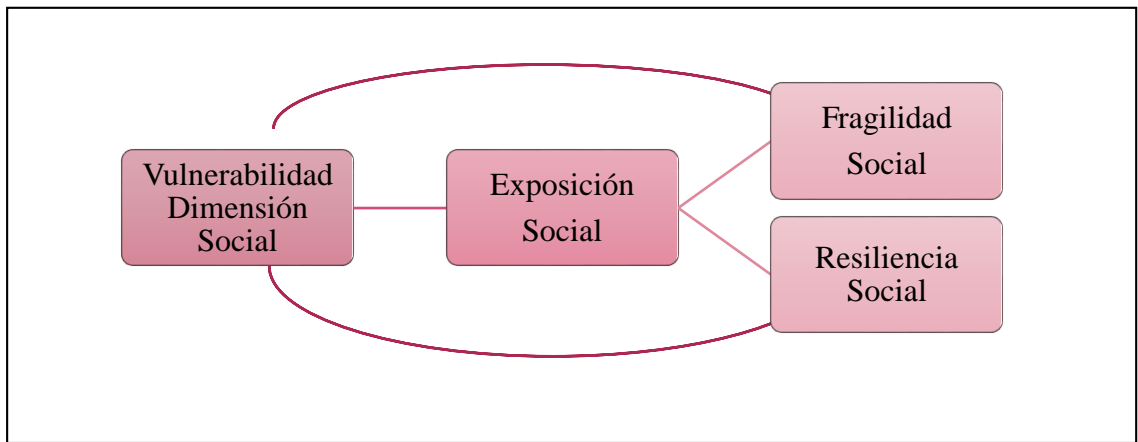 Vulnerabilidad
Dimensión
Social
Exposición
Social
Fragilidad
Social
Resiliencia
Social